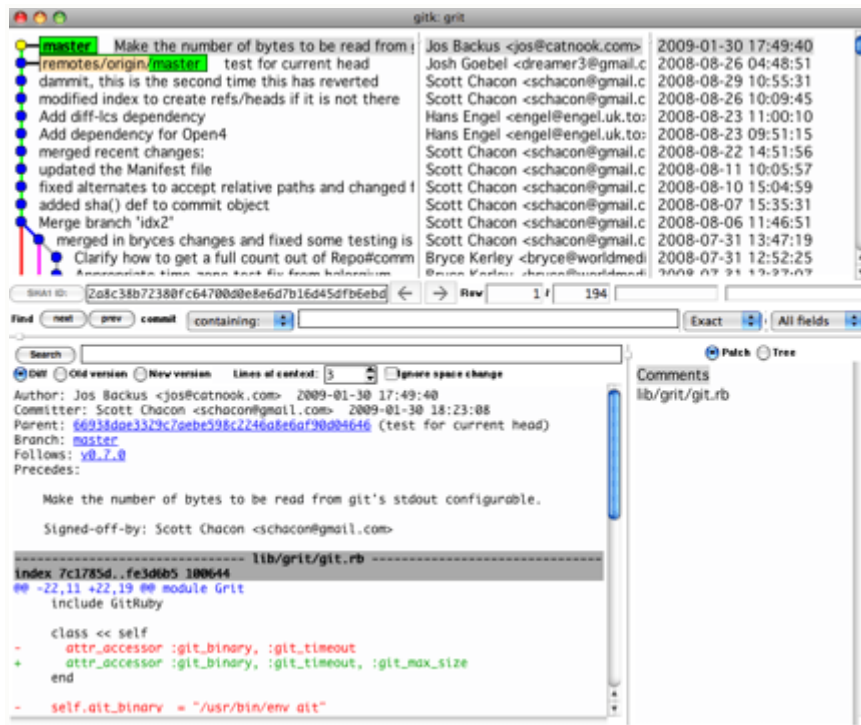 gitk: grit
master Make the number of bytes to be read from g Jos Backus <jos@catnook.com> 2009-01-30 17:49:40
remotes/origin/master test for current head Josh Goebel <dreamer3@gmail.c 2008-08-26 04:48:51
dammit, this is the second time this has reverted Scott Chacon <schacon@gmail.c 2008-08-29 10:55:31
modified index to create refs/heads if it is not there Scott Chacon <schacon@gmail.c 2008-08-26 10:09:45
Add diff-lcs dependency Hans Engel <engel@engel.uk.to> 2008-08-23 11:00:10
Add dependency for Open4 Hans Engel <engel@engel.uk.to> 2008-08-23 09:51:15
merged recent changes: Scott Chacon <schacon@gmail.c 2008-08-22 14:51:56
updated the Manifest file Scott Chacon <schacon@gmail.c 2008-08-11 10:05:57
fixed alternates to accept relative paths and changed Scott Chacon <schacon@gmail.c 2008-08-10 15:04:59
added sha() def to commit object Scott Chacon <schacon@gmail.c 2008-08-07 15:35:31
Merge branch "idx2" Scott Chacon <schacon@gmail.c 2008-08-06 11:46:51
merged in bryces changes and fixed some testing is Scott Chacon <schacon@gmail.c 2008-07-31 13:47:19
Clarify how to get a full count out of Repo#comm Bryce Kerley <bryce@worldmedi 2008-07-31 12:52:25
Appropriate time-zone test fix from Bryce Kerley <bryce@worldmedi 2008-07-31 12:37:07
SHA1 ID: 2a8c38b72380fc64700d0e8e6d7b16d45dfb6ebd ← → Row 1 / 194
Find next prev commit containing: Exact All fields
Search Patch Tree
Diff Old version New version Lines of context: 3 Ignore space change
Comments
lib/grit/git.rb
Author: Jos Backus <jos@catnook.com> 2009-01-30 17:49:40
Committer: Scott Chacon <schacon@gmail.com> 2009-01-30 18:23:08
Parent: 66938dae3329c7aebe598c2246a8e6af90d04646 (test for current head)
Branch: master
Follows: v0.7.0
Precedes:
Make the number of bytes to be read from git's stdout configurable.
Signed-off-by: Scott Chacon <schacon@gmail.com>
------------------------------ lib/grit/git.rb ------------------------------
index 7c1785d..fe3d6b5 100644
@@ -22,11 +22,19 @@ module Grit
include GitRuby
class << self
- attr_accessor :git_binary, :git_timeout
+ attr_accessor :git_binary, :git_timeout, :git_max_size
end
- self.git_binary = "/usr/bin/env git"